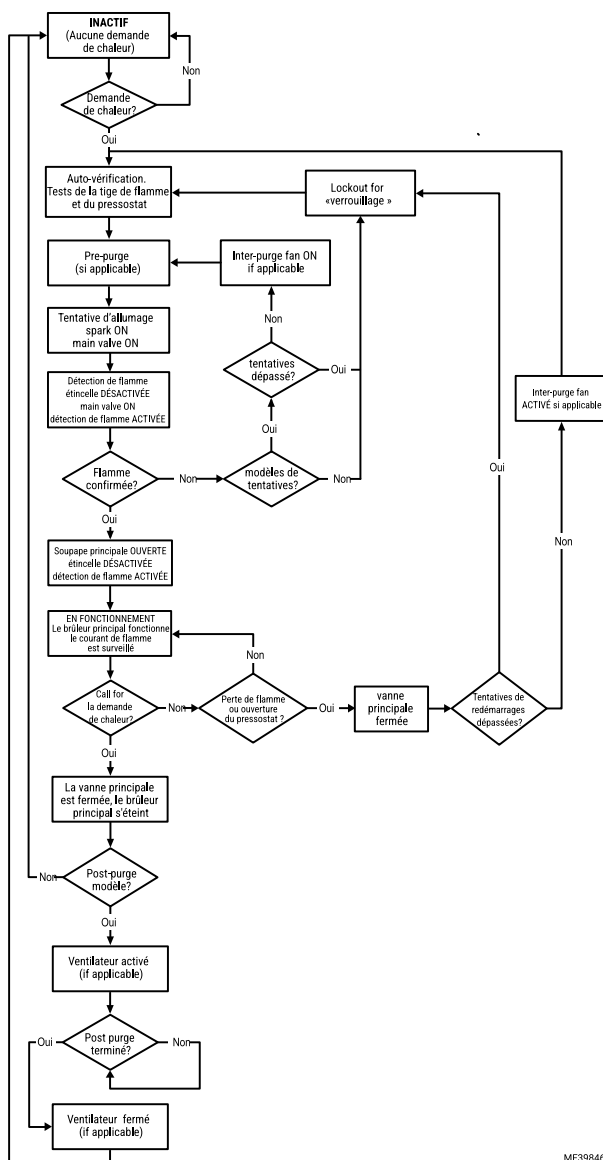 INACTIF
(Aucune demande
de chaleur)
Non
Demande
de chaleur?
Oui
Auto-vérification.
Tests de la tige de flamme
et du pressostat
Lockout for
«verrouillage »
Pre-purge
(si applicable)
Inter-purge fan ON
if applicable
Non
Tentative d'allumage
spark ON
main valve ON
tentatives
dépassé?
Oui
Détection de flamme
étincelle DÉSACTIVÉE
main valve ON
détection de flamme ACTIVÉE
Inter-purge fan
ACTIVÉ si applicable
Oui
Flamme
confirmée?
Non
modèles de
tentatives?
Non
Oui
Oui
Non
Soupape principale OUVERTE
étincelle DÉSACTIVÉE
détection de flamme ACTIVÉE
EN FONCTIONNEMENT
Le brûleur principal fonctionne
le courant de flamme
est surveillé
Non
Call for
la demande
de chaleur?
Non
Perte de flamme
ou ouverture
du pressostat ?
Oui
vanne
principale
fermée
Tentatives de
redémarrages
dépassées?
Oui
La vanne principale
est fermée, le brûleur
principal s'éteint
Non
Post-purge
modèle?
Oui
Ventilateur activé
(if applicable)
Oui
Post purge
terminé?
Non
Ventilateur fermé
(if applicable)
MF39846